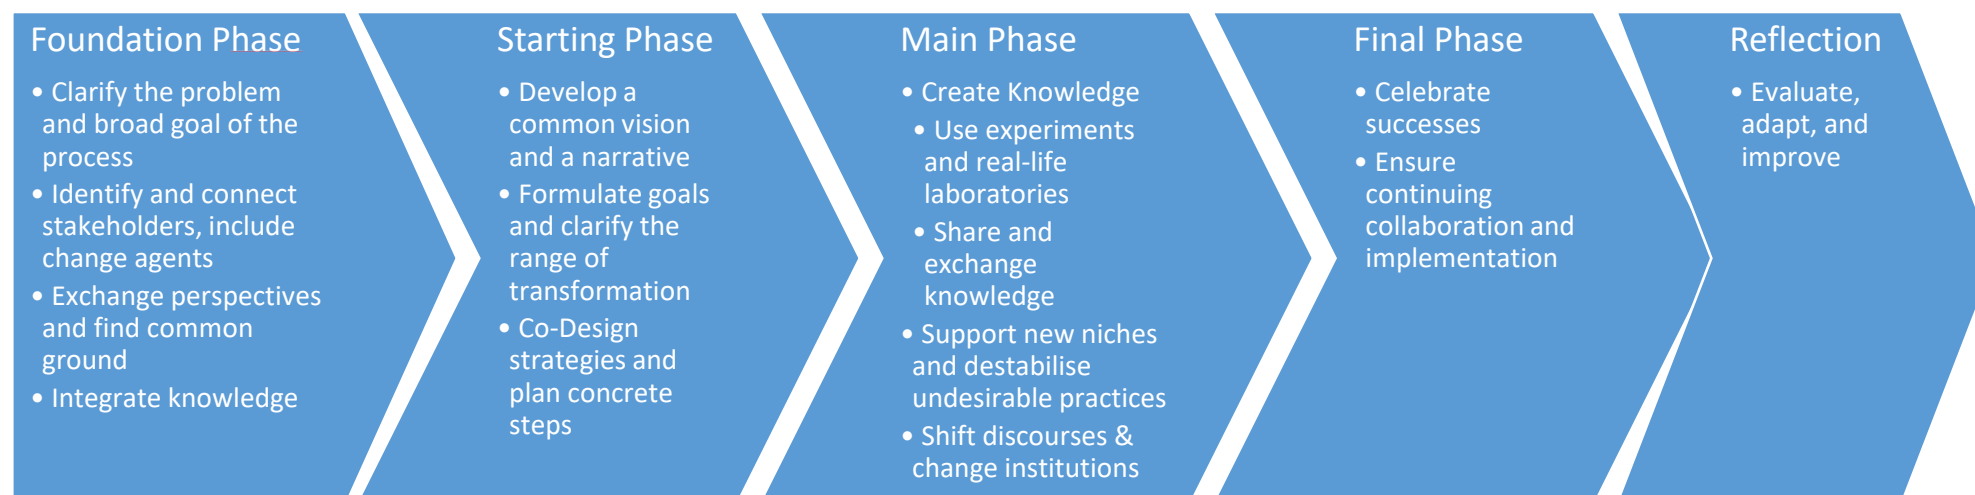 Foundation Phase
• Clarify the problem
and broad goal of the
process
• Identify and connect
stakeholders, include
change agents
• Exchange perspectives
and find common
ground
• Integrate knowledge
Starting Phase
• Develop a
common vision
and a narrative
• Formulate goals
and clarify the
range of
transformation
• Co-Design
strategies and
plan concrete
steps
Main Phase
• Create Knowledge
• Use experiments
and real-life
laboratories
• Share and
exchange
knowledge
• Support new niches
and destabilise
undesirable practices
• Shift discourses &
change institutions
Final Phase
• Celebrate
successes
• Ensure
continuing
collaboration and
implementation
Reflection
• Evaluate,
adapt, and
improve